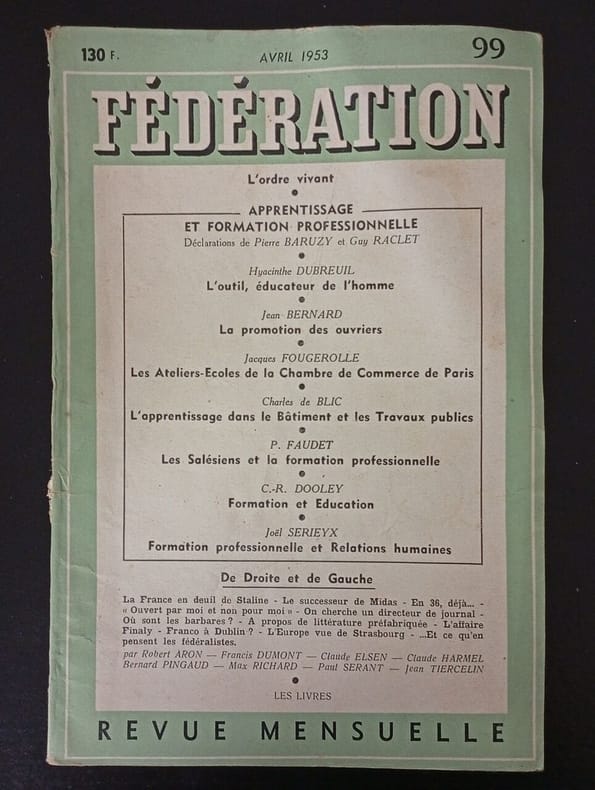 130 F.
AVRIL 1953
99
FÉDÉRATION
L'ordre vivant
APPRENTISSAGE
ET FORMATION PROFESSIONNELLE
Déclarations de Pierre BARUZY et Guy RACLET
Hyacinthe DUBREUIL
L'outil, éducateur de l'homme
Jean BERNARD
La promotion des ouvriers
Jacques FOUGEROLLE
Les Ateliers-Ecoles de la Chambre de Commerce de Paris
Charles de BLIC
L'apprentissage dans le Bâtiment et les Travaux publics
P. FAUDET
Les Salésiens et la formation professionnelle
C.-R. DOOLEY
Formation et Education
Joël SERIEYX
Formation professionnelle et Relations humaines
De Droite et de Gauche
La France en deuil de Staline - Le successeur de Midas - En 36, déjà... -
« Ouvert par moi et non pour moi » - On cherche un directeur de journal -
Où sont les barbares ? - A propos de littérature préfabriquée - L'affaire
Finaly - Franco à Dublin ? - L'Europe vue de Strasbourg - ...Et ce qu'en
pensent les fédéralistes.
par Robert ARON — Francis DUMONT — Claude ELSEN — Claude HARMEL
Bernard PINGAUD — Max RICHARD — Paul SERANT — Jean TIERCELIN
LES LIVRES
REVUE MENSUELLE